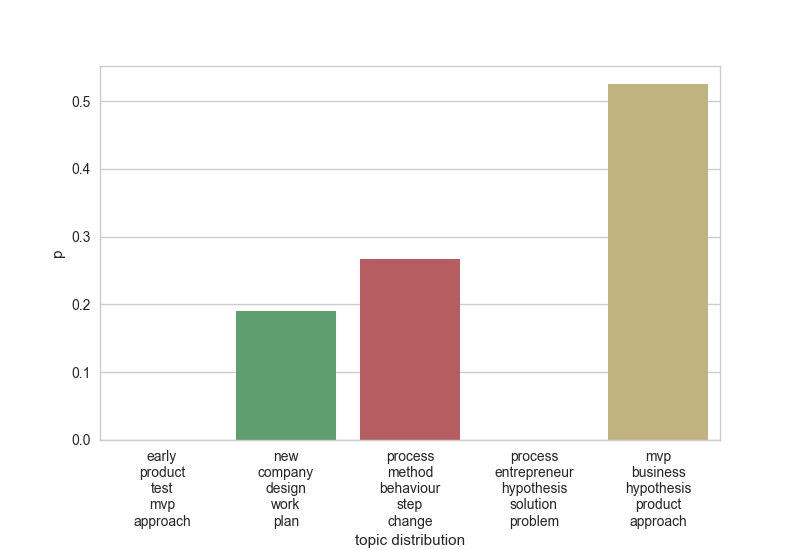 0.5
0.4
0.3
p
0.2
0.1
0.0
early new process process mvp
product company method entrepreneur business
test design behaviour hypothesis hypothesis
mvp work step solution product
approach plan change problem approach
topic distribution